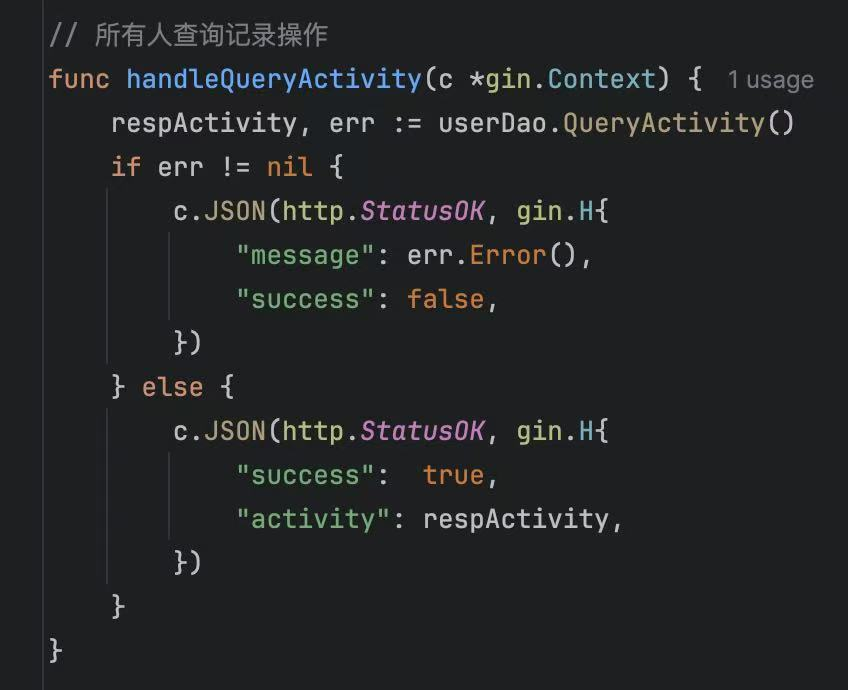 // 所有人查询记录操作
func handleQueryActivity(c *gin.Context) { 1 usage
    respActivity, err := userDao.QueryActivity()
    if err != nil {
        c.JSON(http.StatusOK, gin.H{
            "message": err.Error(),
            "success": false,
        })
    } else {
        c.JSON(http.StatusOK, gin.H{
            "success":  true,
            "activity": respActivity,
        })
    }
}